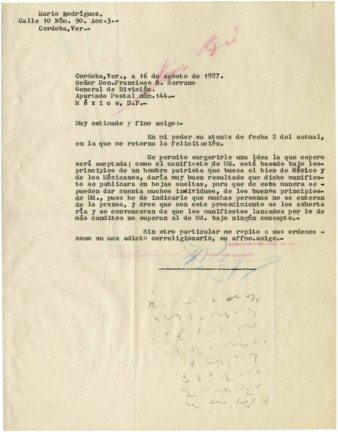 Mario Rodríguez.
Calle 10 Núm. 90. Acc.3.-
Cordoba,Ver.-
Cordoba,Ver., a 16 de agosto de 1927.
Señor Don.Francisco R. Serrano
General de División.
Apartado Postal núm.144.-
M é x i c o, D.F.-
Muy estimado y fino amigo:-
En mi poder su atenta de fecha 2 del actual,
en la que me retorna la felicitación.-
Me permito surgerirle una idea la que espero
será aceptada; como el manifiesto de Ud. está basado bajo los-
principios de un hombre patriota que busca el bien de México y
de los Méxicanos, daría muy buen resultado que dicho manifies-
to se publicara en hojas sueltas, para que de esta manera se -
puedan dar cuenta muchos individuos, de los buenos principios-
de Ud., pues he de indicarle que muchas personas no se enteran
de la prensa, y creo que con este procedimiento se les exhorta
ría y se convenceran de que los manifiestos lanzados por los de
más canditos no superan al de Ud. bajo ningún concepto.-
Sin otro particular me repito a sus ordenes -
como su mas adicto correligionario, su affmo.amigo.-